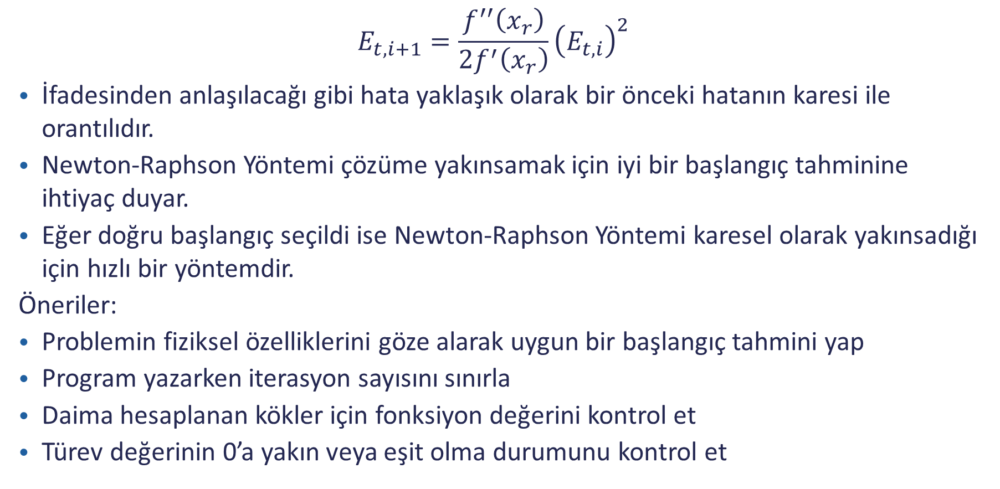 E_{t,i+1} = \frac{f''(x_r)}{2f'(x_r)} (E_{t,i})^2
• İfadesinden anlaşılacağı gibi hata yaklaşık olarak bir önceki hatanın karesi ile
orantılıdır.
• Newton-Raphson Yöntemi çözüme yakınsamak için iyi bir başlangıç tahminine
ihtiyaç duyar.
• Eğer doğru başlangıç seçildi ise Newton-Raphson Yöntemi karesel olarak yakınsadığı
için hızlı bir yöntemdir.
Öneriler:
• Problemin fiziksel özelliklerini göze alarak uygun bir başlangıç tahmini yap
• Program yazarken iterasyon sayısını sınırla
• Daima hesaplanan kökler için fonksiyon değerini kontrol et
• Türev değerinin 0’a yakın veya eşit olma durumunu kontrol et